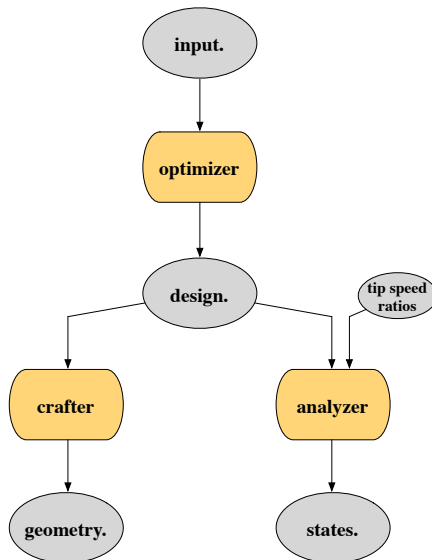 input.
optimizer
design.
tip speed
ratios
crafter
analyzer
geometry.
states.